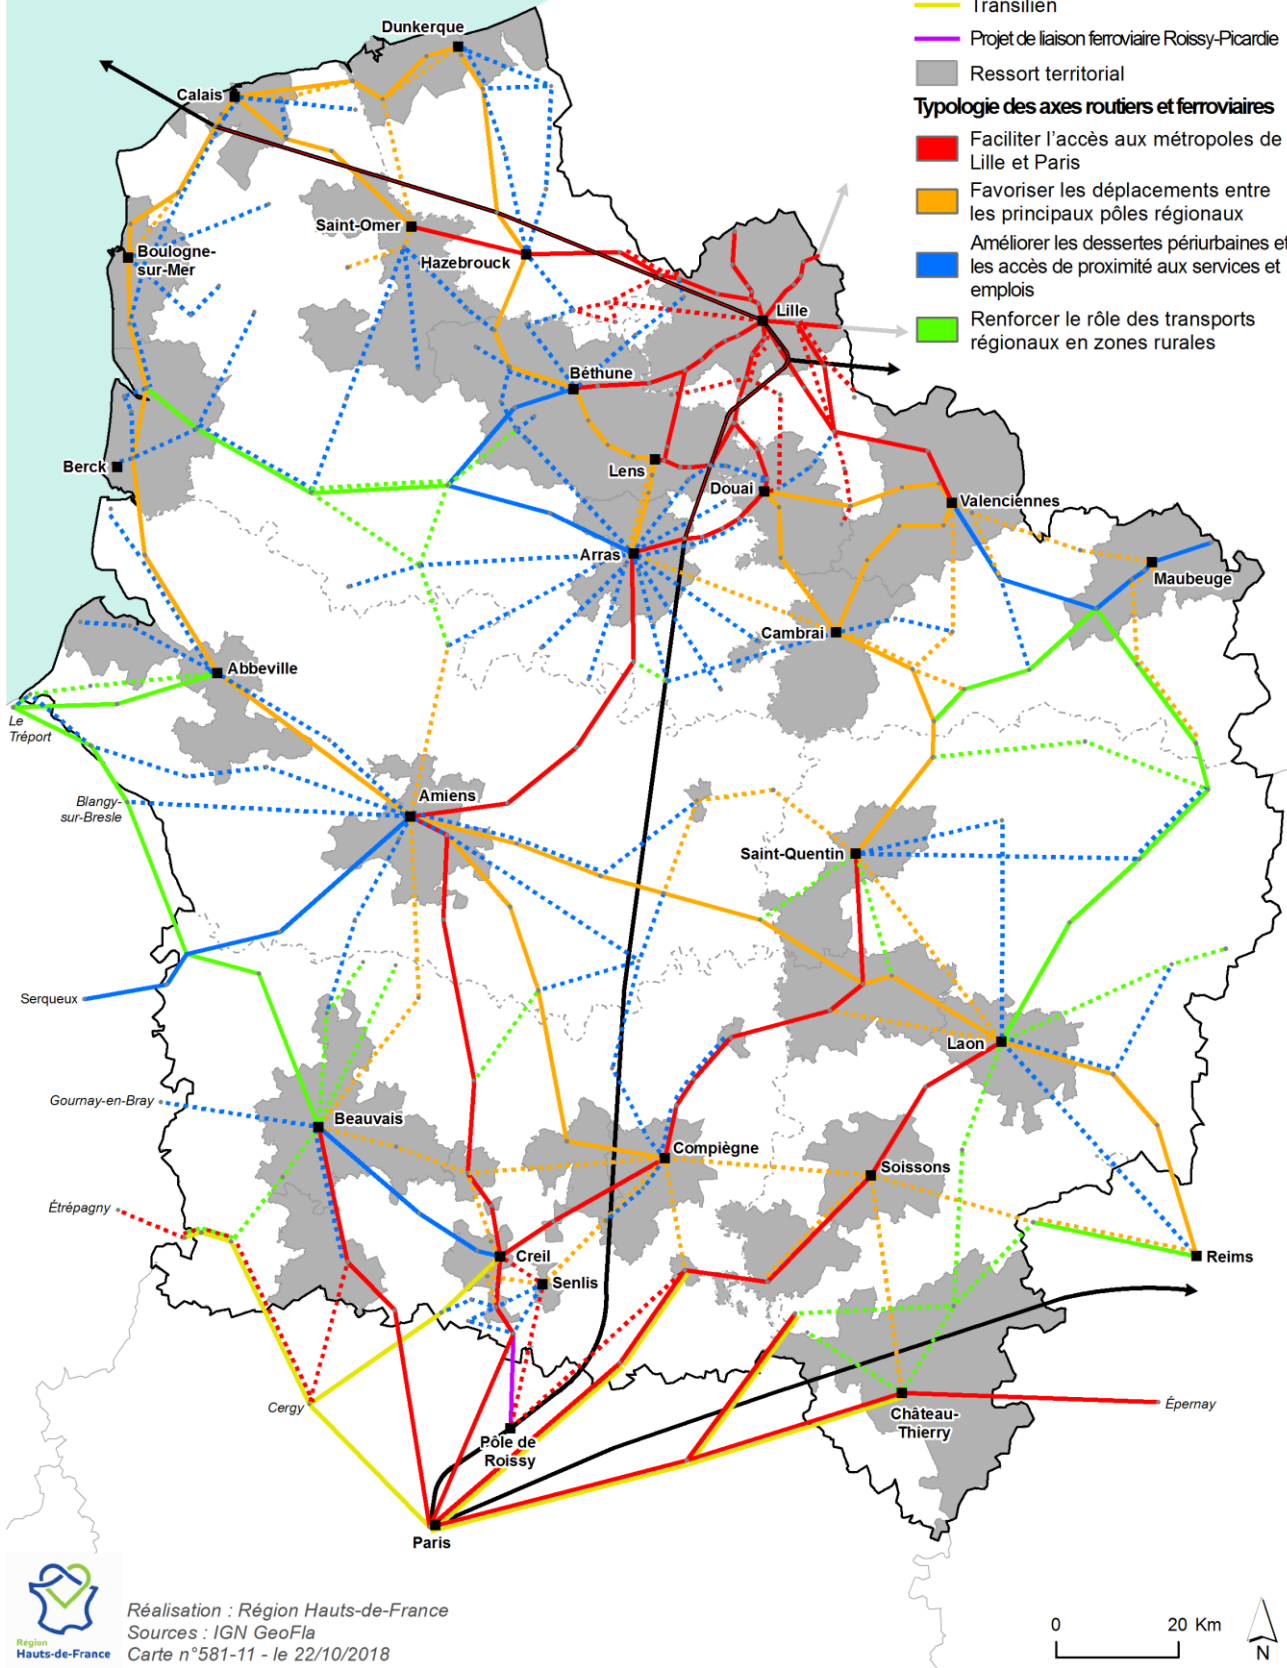 Transilien
Projet de liaison ferroviaire Roissy-Picardie
Ressort territorial
Typologie des axes routiers et ferroviaires
Faciliter l'accès aux métropoles de
Lille et Paris
Favoriser les déplacements entre
les principaux pôles régionaux
Améliorer les dessertes périurbaines et
les accès de proximité aux services et
emplois
Renforcer le rôle des transports
régionaux en zones rurales
Dunkerque
Calais
Saint-Omer
Boulogne-
sur-Mer
Hazebrouck
Lille
Béthune
Berck
Lens
Douai
Valenciennes
Arras
Maubeuge
Cambrai
Abbeville
Le
Tréport
Amiens
Blangy-
sur-Bresle
Saint-Quentin
Serqueux
Laon
Gournay-en-Bray
Beauvais
Compiègne
Soissons
Étrépagny
Creil
Reims
Senlis
Cergy
Épernay
Château-
Thierry
Pôle de
Roissy
Paris
Région
Hauts-de-France
Réalisation : Région Hauts-de-France
Sources : IGN GeoFla
Carte n°581-11 - le 22/10/2018
0 20 Km
N